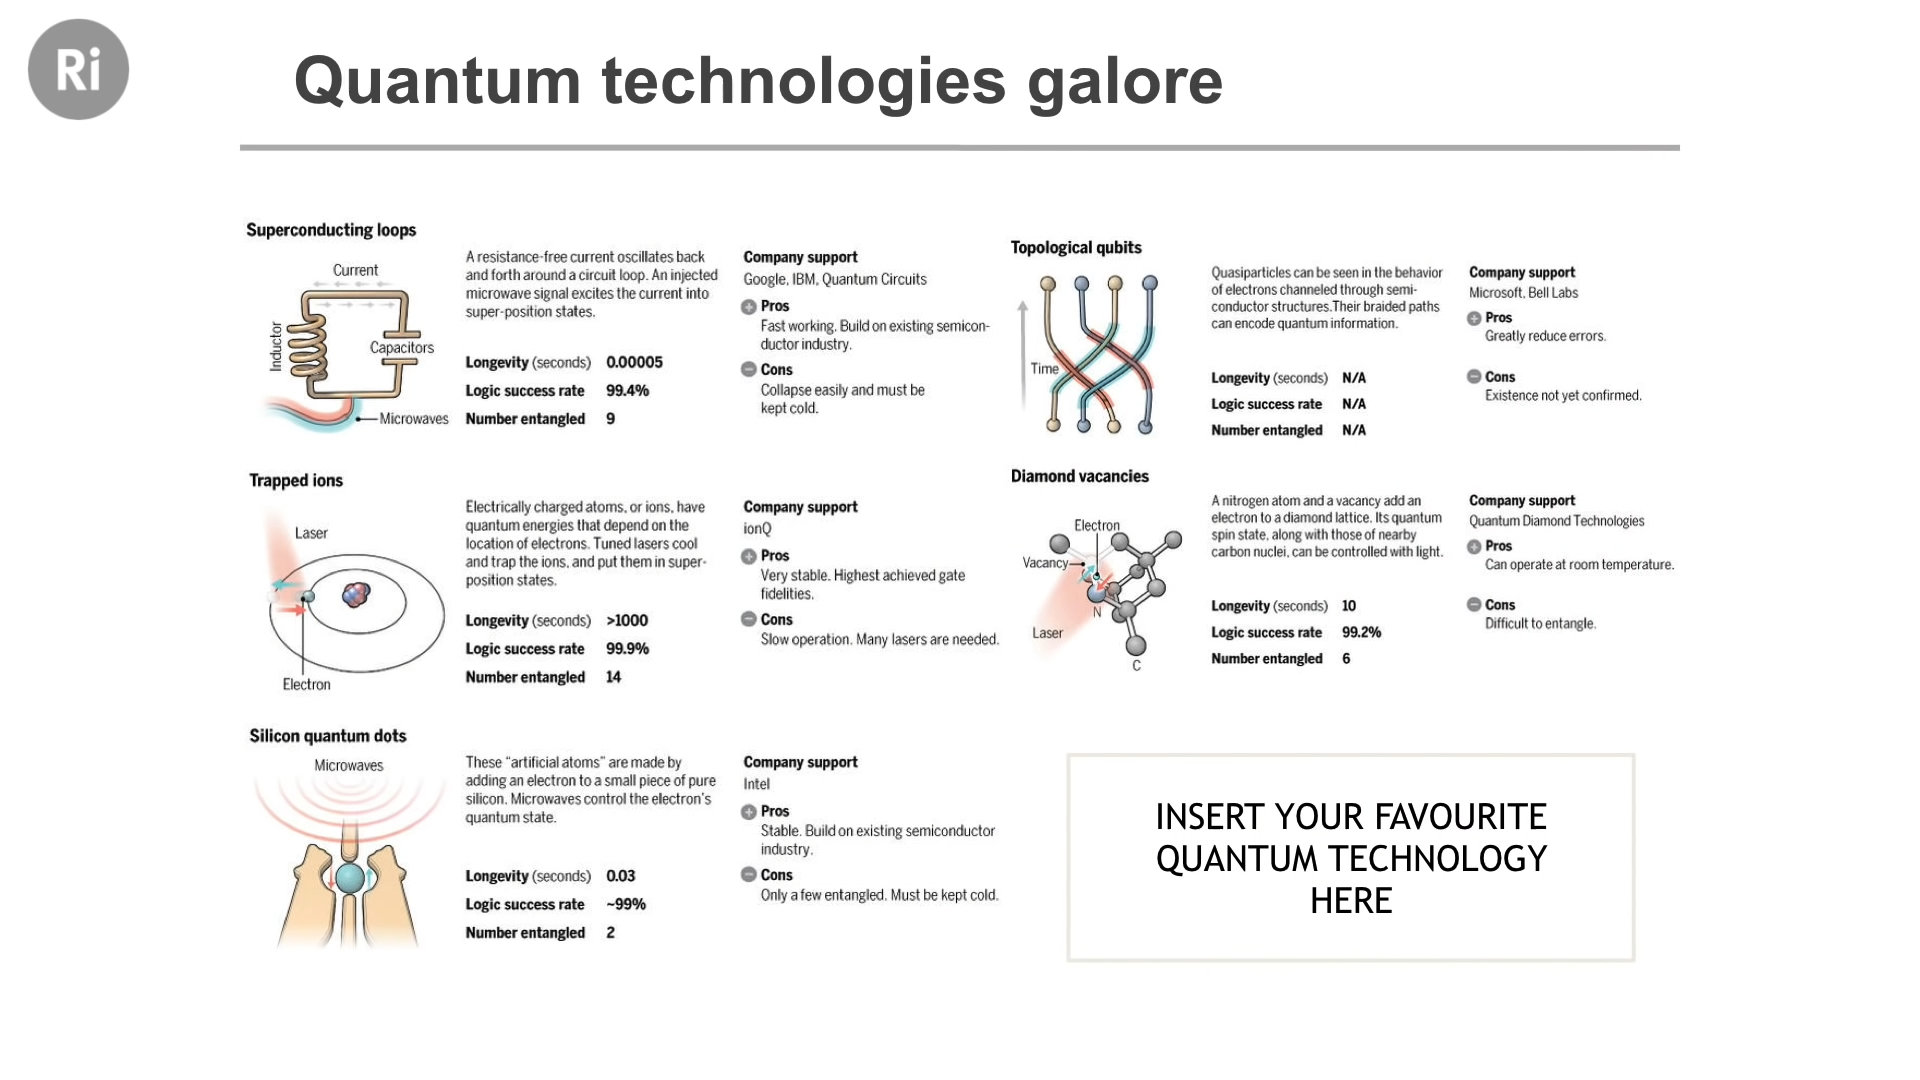 Ri
Quantum technologies galore
Superconducting loops
Current
Inductor
Capacitors
Microwaves
A resistance-free current oscillates back
and forth around a circuit loop. An injected
microwave signal excites the current into
super-position states.
Longevity (seconds) 0.00005
Logic success rate 99.4%
Number entangled 9
Company support
Google, IBM, Quantum Circuits
+ Pros
Fast working. Build on existing semicon-
ductor industry.
− Cons
Collapse easily and must be
kept cold.
Trapped ions
Laser
Electron
Electrically charged atoms, or ions, have
quantum energies that depend on the
location of electrons. Tuned lasers cool
and trap the ions, and put them in super-
position states.
Longevity (seconds) >1000
Logic success rate 99.9%
Number entangled 14
Company support
ionQ
+ Pros
Very stable. Highest achieved gate
fidelities.
− Cons
Slow operation. Many lasers are needed.
Silicon quantum dots
Microwaves
These “artificial atoms” are made by
adding an electron to a small piece of pure
silicon. Microwaves control the electron’s
quantum state.
Longevity (seconds) 0.03
Logic success rate ~99%
Number entangled 2
Company support
Intel
+ Pros
Stable. Build on existing semiconductor
industry.
− Cons
Only a few entangled. Must be kept cold.
Topological qubits
Time
Quasiparticles can be seen in the behavior
of electrons channeled through semi-
conductor structures.Their braided paths
can encode quantum information.
Longevity (seconds) N/A
Logic success rate N/A
Number entangled N/A
Company support
Microsoft, Bell Labs
+ Pros
Greatly reduce errors.
− Cons
Existence not yet confirmed.
Diamond vacancies
Electron
Vacancy
N
Laser
C
A nitrogen atom and a vacancy add an
electron to a diamond lattice. Its quantum
spin state, along with those of nearby
carbon nuclei, can be controlled with light.
Longevity (seconds) 10
Logic success rate 99.2%
Number entangled 6
Company support
Quantum Diamond Technologies
+ Pros
Can operate at room temperature.
− Cons
Difficult to entangle.
INSERT YOUR FAVOURITE
QUANTUM TECHNOLOGY
HERE